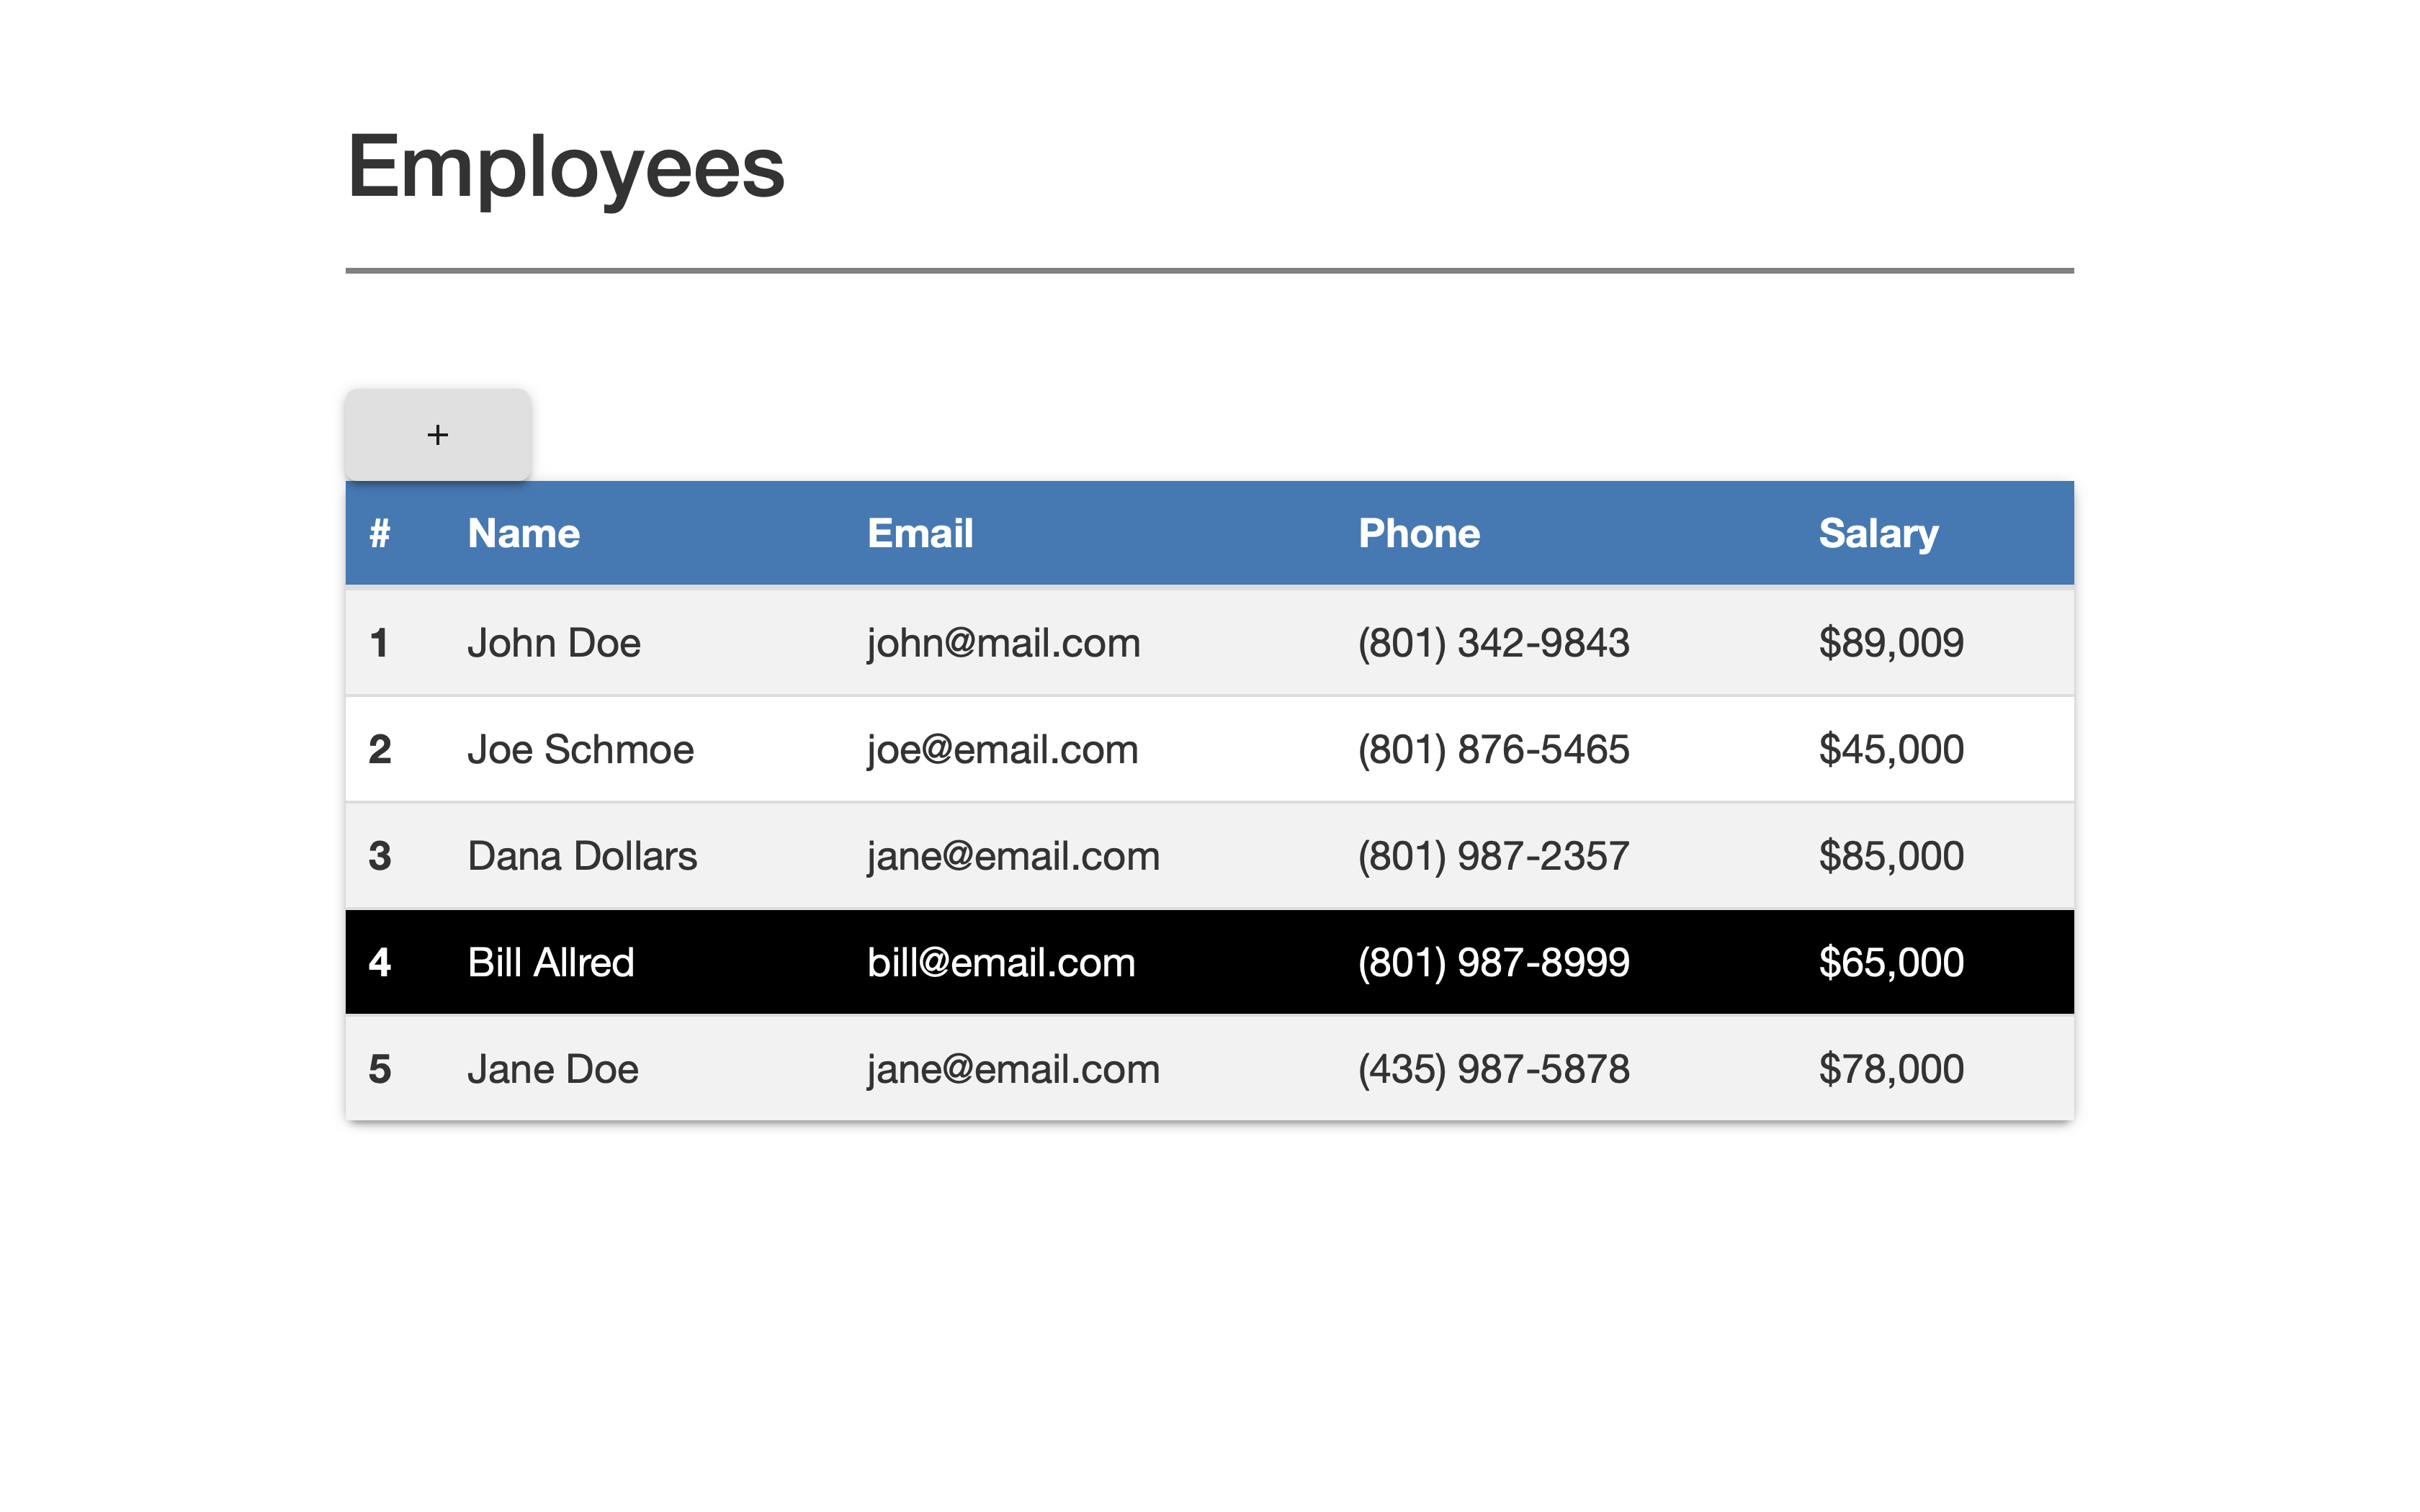 Employees
+
# Name Email Phone Salary
1 John Doe john@mail.com (801) 342-9843 $89,009
2 Joe Schmoe joe@email.com (801) 876-5465 $45,000
3 Dana Dollars jane@email.com (801) 987-2357 $85,000
4 Bill Allred bill@email.com (801) 987-8999 $65,000
5 Jane Doe jane@email.com (435) 987-5878 $78,000